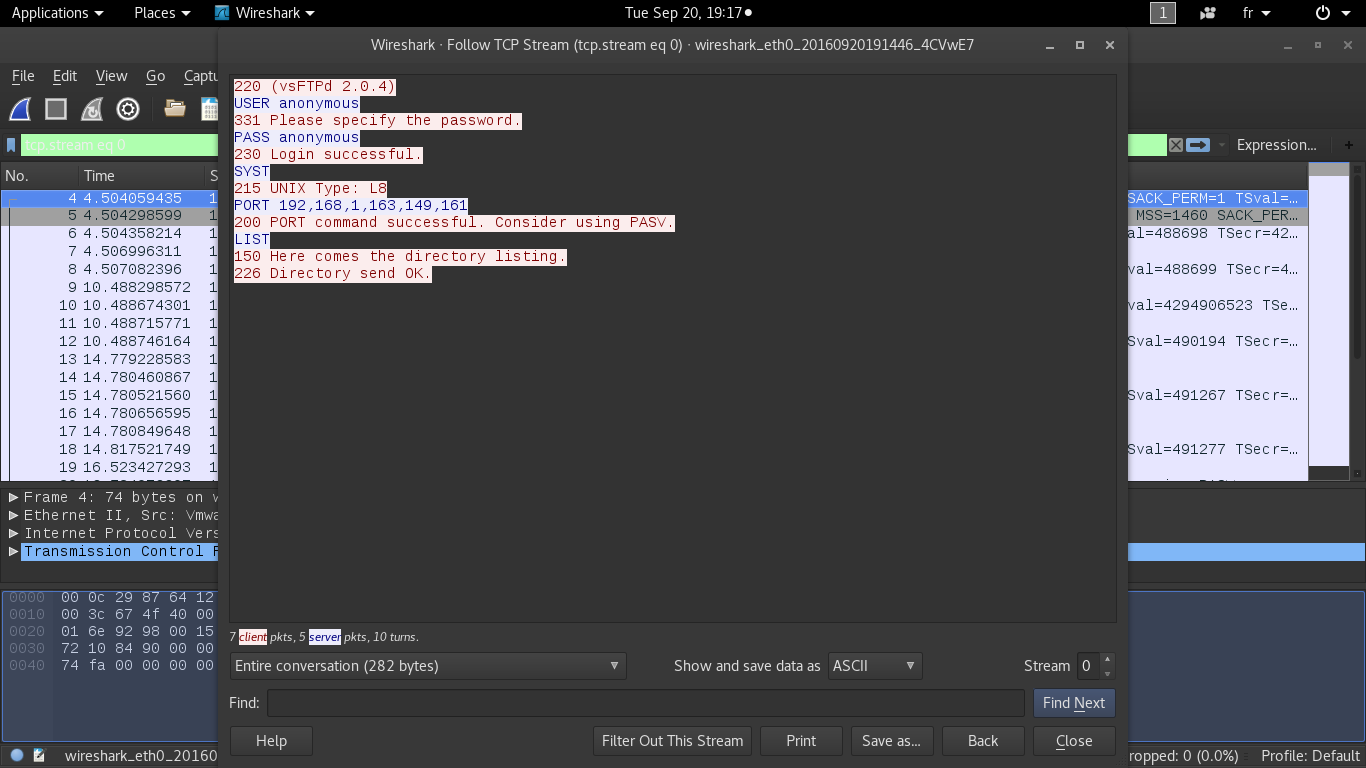 Applications Places Wireshark Tue Sep 20, 19:17 1 fr
Wireshark · Follow TCP Stream (tcp.stream eq 0) · wireshark_eth0_20160920191446_4CVwE7
File Edit View Go Captu
220 (vsFTPd 2.0.4)
USER anonymous
331 Please specify the password.
PASS anonymous
230 Login successful.
SYST
215 UNIX Type: L8
PORT 192,168,1,163,149,161
200 PORT command successful. Consider using PASV.
LIST
150 Here comes the directory listing.
226 Directory send OK.
tcp.stream eq 0 Expression... +
No. Time S
4 4.504059435 1 SACK_PERM=1 TSval=…
5 4.504298599 1 MSS=1460 SACK_PER…
6 4.504358214 1 val=488698 TSecr=42…
7 4.506996311 1
8 4.507082396 1 val=488699 TSecr=4…
9 10.488298572 1
10 10.488674301 1 val=4294906523 TSe…
11 10.488715771 1
12 10.488746164 1 Sval=490194 TSecr=…
13 14.779228583 1
14 14.780460867 1
15 14.780521560 1 Sval=491267 TSecr=…
16 14.780656595 1
17 14.780849648 1
18 14.817521749 1 Sval=491277 TSecr=…
19 16.523427293 1
Frame 4: 74 bytes on w
Ethernet II, Src: Vmwa
Internet Protocol Vers
Transmission Control P
0000 00 0c 29 87 64 12
0010 00 3c 67 4f 40 00
0020 01 6e 92 98 00 15
0030 72 10 84 90 00 00
0040 74 fa 00 00 00 00
7 client pkts, 5 server pkts, 10 turns.
Entire conversation (282 bytes) Show and save data as ASCII Stream 0
Find: Find Next
Help Filter Out This Stream Print Save as... Back Close
wireshark_eth0_20160 ropped: 0 (0.0%) Profile: Default